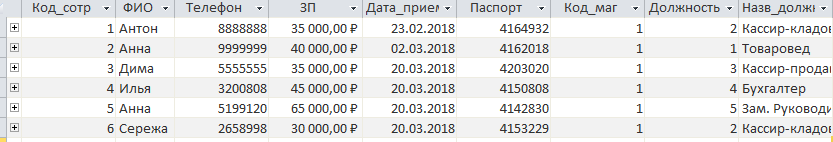 Код_сотр ФИО Телефон ЗП Дата_прием Паспорт Код_маг Должность Назв_должн
1 Антон 8888888 35 000,00 ₽ 23.02.2018 4164932 1 2 Кассир-кладов
2 Анна 9999999 40 000,00 ₽ 02.03.2018 4162018 1 1 Товаровед
3 Дима 5555555 35 000,00 ₽ 20.03.2018 4203020 1 3 Кассир-прода
4 Илья 3200808 45 000,00 ₽ 20.03.2018 4150808 1 4 Бухгалтер
5 Анна 5199120 65 000,00 ₽ 20.03.2018 4142830 1 5 Зам. Руководи
6 Сережа 2658998 30 000,00 ₽ 20.03.2018 4153229 1 2 Кассир-кладов